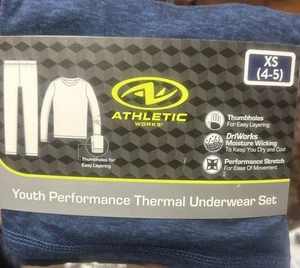 XS
(4-5)
AW
ATHLETIC
WORKS®
Thumbholes
For Easy Layering
DriWorks
Moisture Wicking
To Keep You Dry and Cool
Performance Stretch
For Ease Of Movement
Thumbholes for
Easy Layering
Youth Performance Thermal Underwear Set